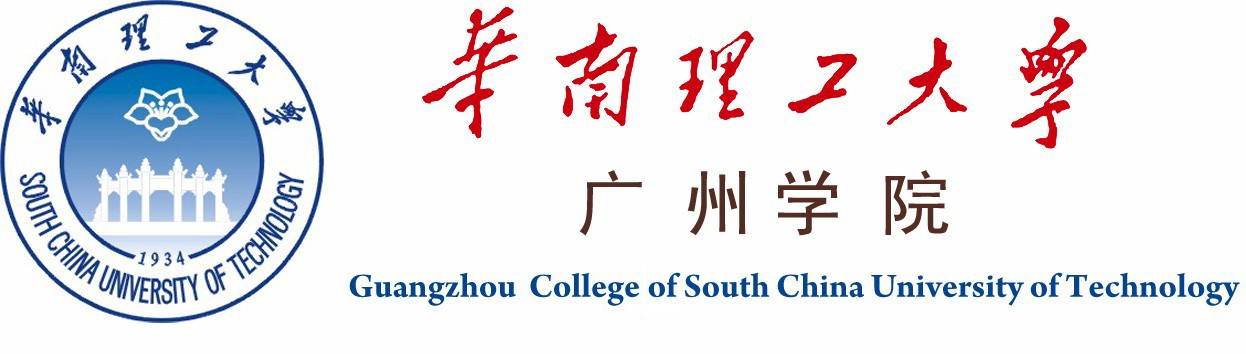 華南理工大學
SOUTH CHINA UNIVERSITY OF TECHNOLOGY
1934
華南理工大學
广州学院
Guangzhou College of South China University of Technology